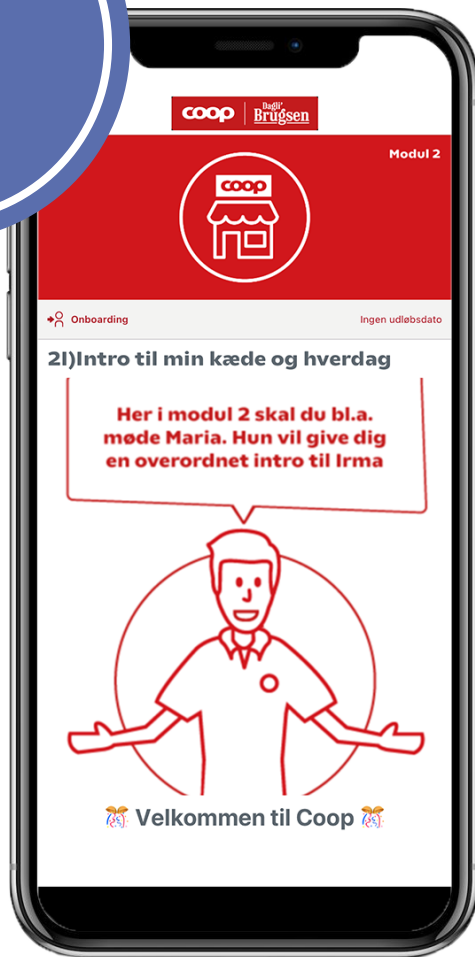 coop Dagli' Brugsen
Modul 2
coop
Onboarding
Ingen udløbsdato
2I)Intro til min kæde og hverdag
Her i modul 2 skal du bl.a.
møde Maria. Hun vil give dig
en overordnet intro til Irma
Velkommen til Coop